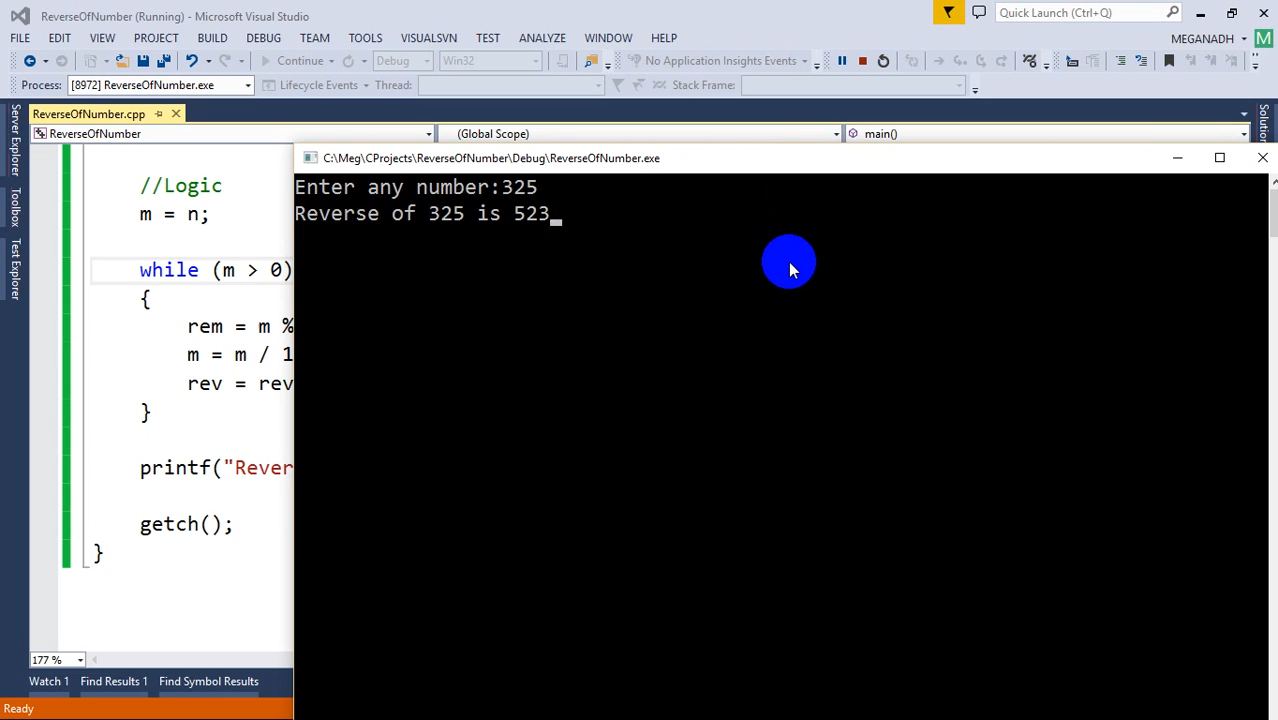 ReverseOfNumber (Running) - Microsoft Visual Studio
Quick Launch (Ctrl+Q)
FILE EDIT VIEW PROJECT BUILD DEBUG TEAM TOOLS VISUALSVN TEST ANALYZE WINDOW HELP
MEGANADH M
Continue Debug Win32 No Application Insights Events
Process: [8972] ReverseOfNumber.exe Lifecycle Events Thread: Stack Frame:
ReverseOfNumber.cpp
ReverseOfNumber (Global Scope) main()
Server Explorer
Toolbox
Test Explorer
C:\Meg\CProjects\ReverseOfNumber\Debug\ReverseOfNumber.exe
Enter any number:325
Reverse of 325 is 523_
//Logic
m = n;
while (m > 0)
{
rem = m %
m = m / 1
rev = rev
}
printf("Rever
getch();
}
177 %
Watch 1 Find Results 1 Find Symbol Results
Ready